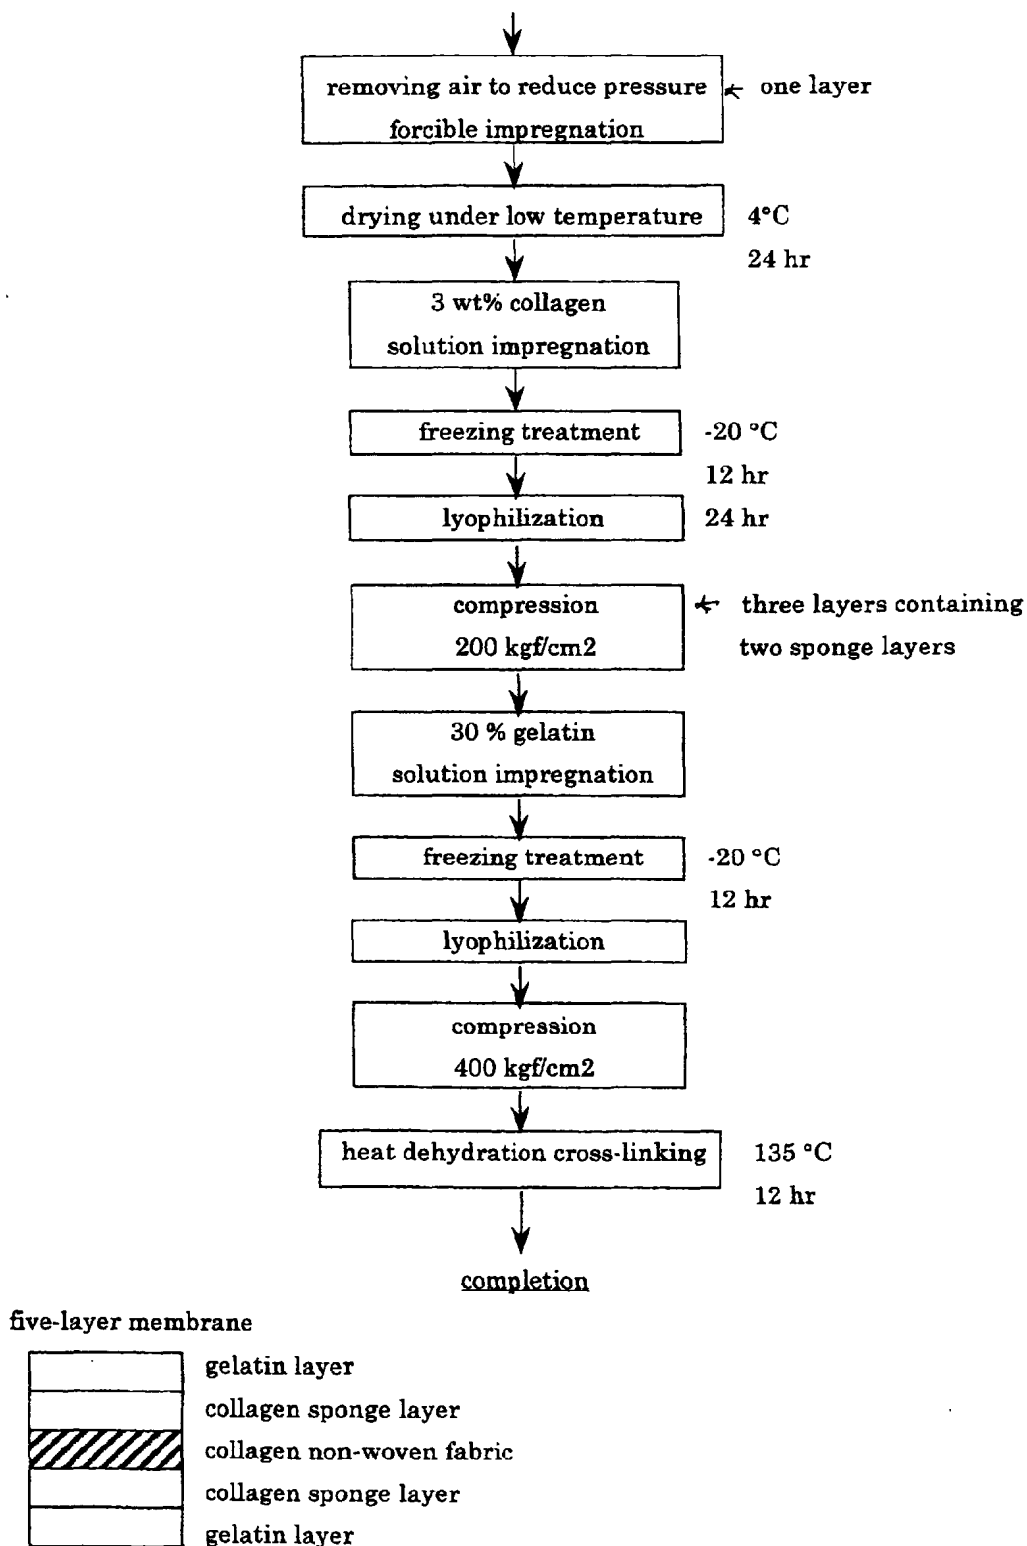 removing air to reduce pressure
forcible impregnation
one layer
drying under low temperature
4°C
24 hr
3 wt% collagen
solution impregnation
freezing treatment
-20 °C
12 hr
lyophilization
24 hr
compression
200 kgf/cm2
three layers containing
two sponge layers
30 % gelatin
solution impregnation
freezing treatment
-20 °C
12 hr
lyophilization
compression
400 kgf/cm2
heat dehydration cross-linking
135 °C
12 hr
completion
five-layer membrane
gelatin layer
collagen sponge layer
collagen non-woven fabric
collagen sponge layer
gelatin layer